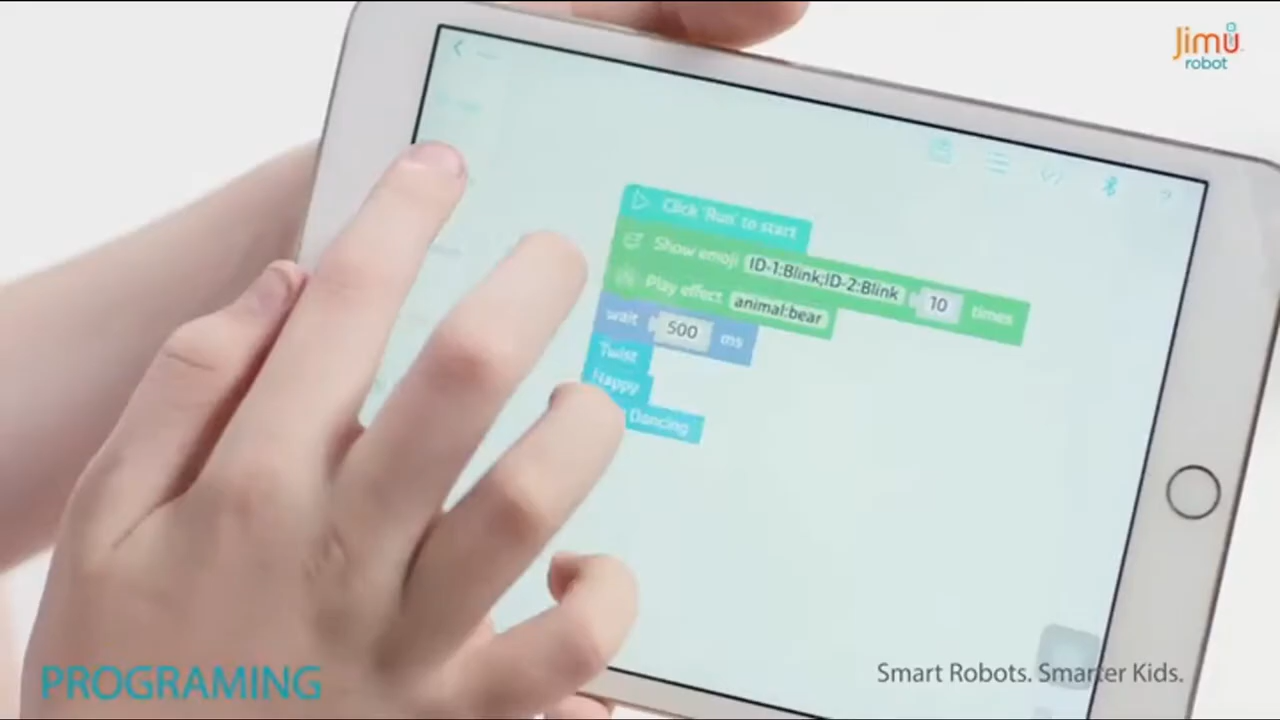 Jimu
robot
Click 'Run' to start
Show emoji ID-1:Blink;ID-2:Blink 10 times
Play effect animal:bear
wait 500 ms
Twist
Happy
Dancing
PROGRAMING
Smart Robots. Smarter Kids.